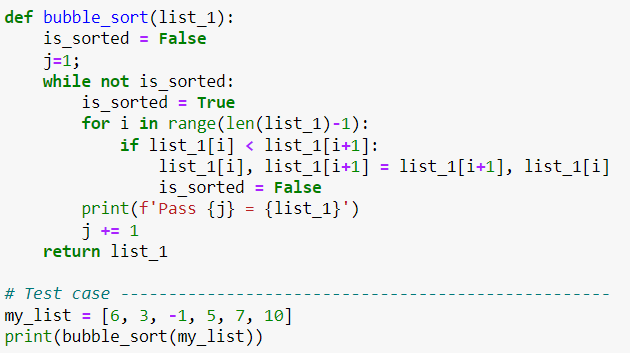 def bubble_sort(list_1):
    is_sorted = False
    j=1;
    while not is_sorted:
        is_sorted = True
        for i in range(len(list_1)-1):
            if list_1[i] < list_1[i+1]:
                list_1[i], list_1[i+1] = list_1[i+1], list_1[i]
                is_sorted = False
        print(f'Pass {j} = {list_1}')
        j += 1
    return list_1

# Test case ---------------------------------------------------
my_list = [6, 3, -1, 5, 7, 10]
print(bubble_sort(my_list))